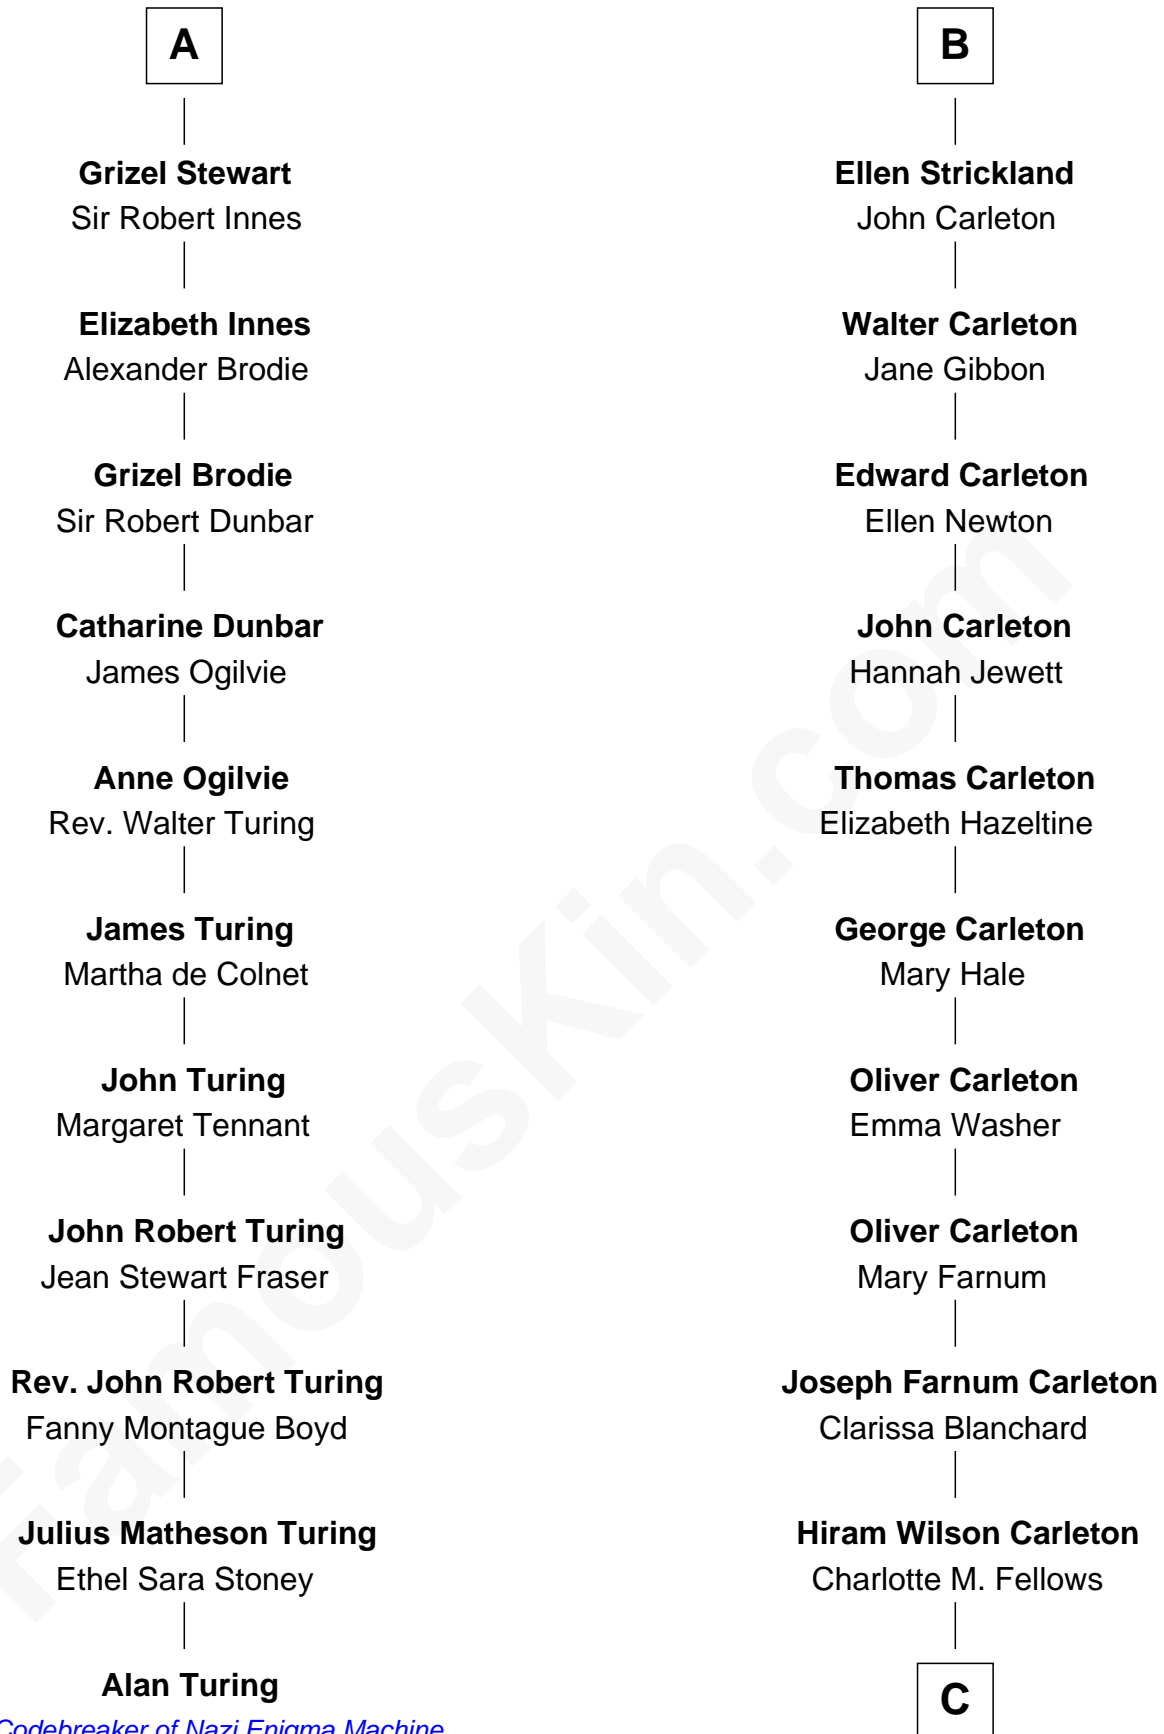 A
Grizel Stewart
Sir Robert Innes
Elizabeth Innes
Alexander Brodie
Grizel Brodie
Sir Robert Dunbar
Catharine Dunbar
James Ogilvie
Anne Ogilvie
Rev. Walter Turing
James Turing
Martha de Colnet
John Turing
Margaret Tennant
John Robert Turing
Jean Stewart Fraser
Rev. John Robert Turing
Fanny Montague Boyd
Julius Matheson Turing
Ethel Sara Stoney
Alan Turing
Codebreaker of Nazi Enigma Machine
B
Ellen Strickland
John Carleton
Walter Carleton
Jane Gibbon
Edward Carleton
Ellen Newton
John Carleton
Hannah Jewett
Thomas Carleton
Elizabeth Hazeltine
George Carleton
Mary Hale
Oliver Carleton
Emma Washer
Oliver Carleton
Mary Farnum
Joseph Farnum Carleton
Clarissa Blanchard
Hiram Wilson Carleton
Charlotte M. Fellows
C
FamousKin.com